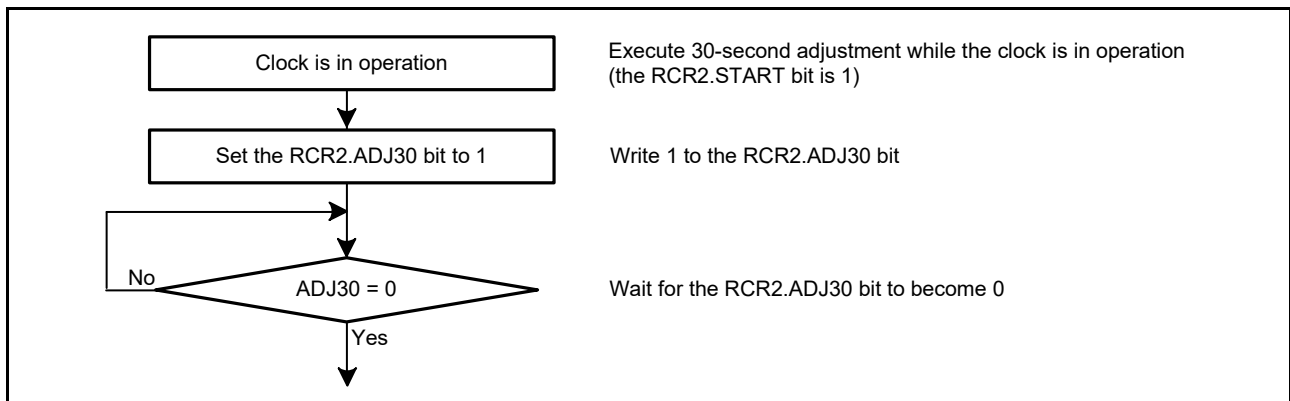 Clock is in operation
Execute 30-second adjustment while the clock is in operation
(the RCR2.START bit is 1)
Set the RCR2.ADJ30 bit to 1
Write 1 to the RCR2.ADJ30 bit
No
ADJ30 = 0
Wait for the RCR2.ADJ30 bit to become 0
Yes